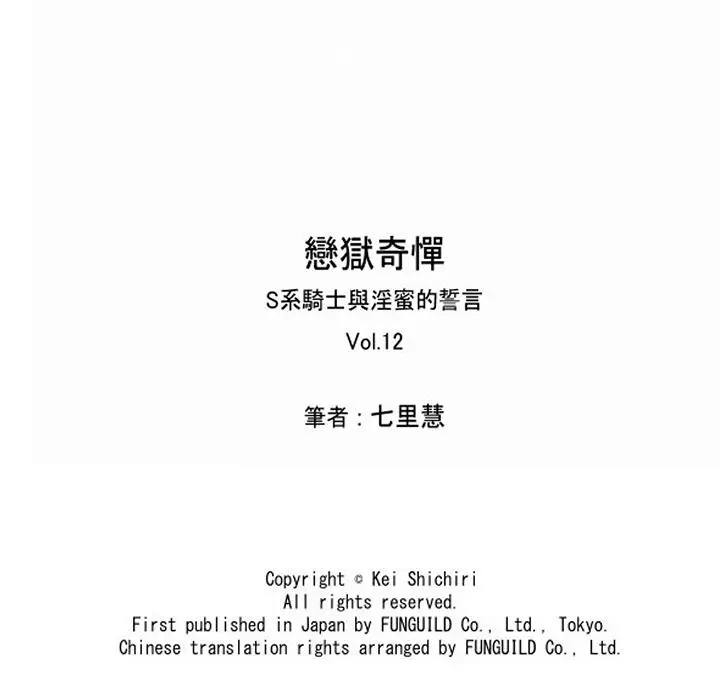 戀獄奇憚
S系騎士與淫蜜的誓言
Vol.12
筆者：七里慧
Copyright © Kei Shichiri
All rights reserved.
First published in Japan by FUNGUILD Co., Ltd., Tokyo.
Chinese translation rights arranged by FUNGUILD Co., Ltd.